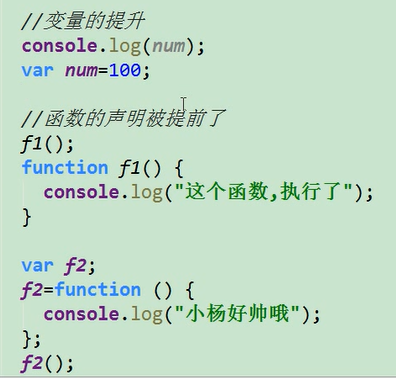 //变量的提升
console.log(num);
var num=100;
//函数的声明被提前了
f1();
function f1() {
console.log("这个函数,执行了");
}
var f2;
f2=function () {
console.log("小杨好帅哦");
};
f2();